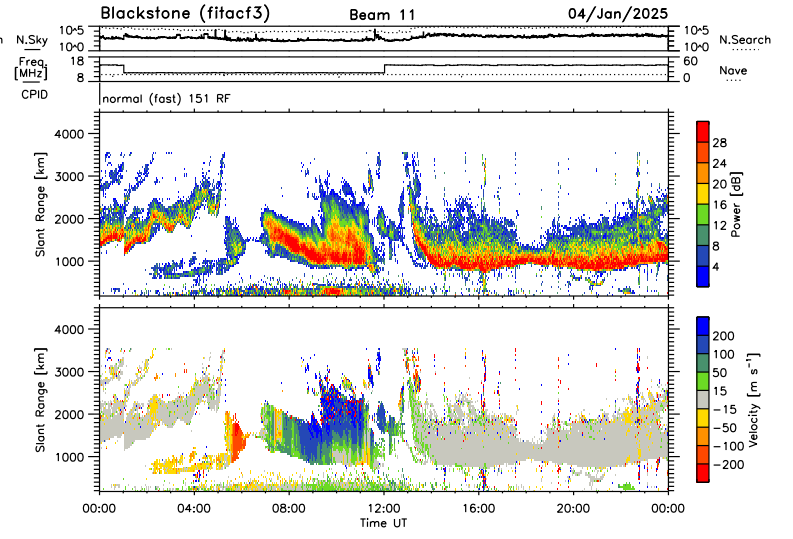 Blackstone (fitacf3) Beam 11 04/Jan/2025
N.Sky 10^5 10^0 10^5 10^0 N.Search
Freq. [MHz] 18 8 60 0 Nave
CPID normal (fast) 151 RF
Slant Range [km] 4000 3000 2000 1000
28 24 20 16 12 8 4 Power [dB]
Slant Range [km] 4000 3000 2000 1000
200 100 50 15 −15 −50 −100 −200 Velocity [m s⁻¹]
00:00 04:00 08:00 12:00 16:00 20:00 00:00
Time UT